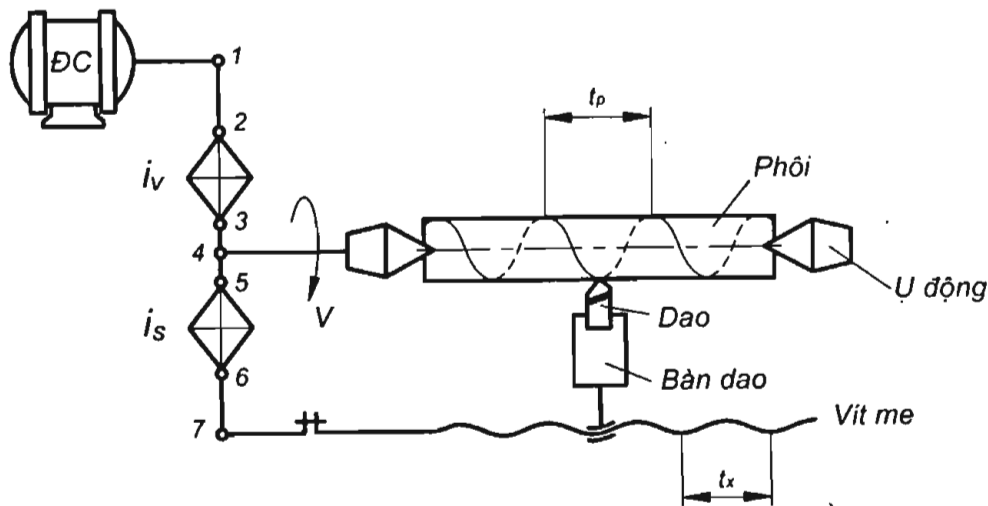 ĐC
1
2
iv
3
4
5
is
6
7
V
tp
Phôi
Ụ động
Dao
Bàn dao
Vít me
tx